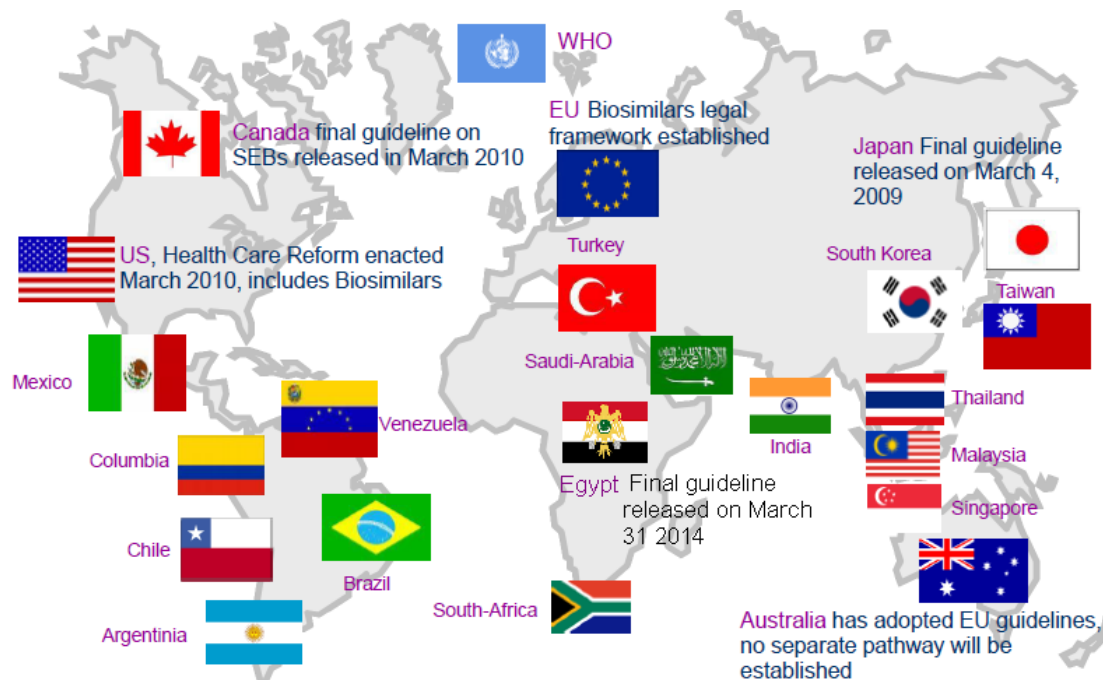 WHO
EU Biosimilars legal
framework established
Canada final guideline on
SEBs released in March 2010
Japan Final guideline
released on March 4,
2009
US, Health Care Reform enacted
March 2010, includes Biosimilars
Turkey
South Korea
Taiwan
Mexico
Saudi-Arabia
Venezuela
Thailand
India
Columbia
Malaysia
Egypt Final guideline
released on March
31 2014
Singapore
Chile
Brazil
South-Africa
Argentinia
Australia has adopted EU guidelines,
no separate pathway will be
established